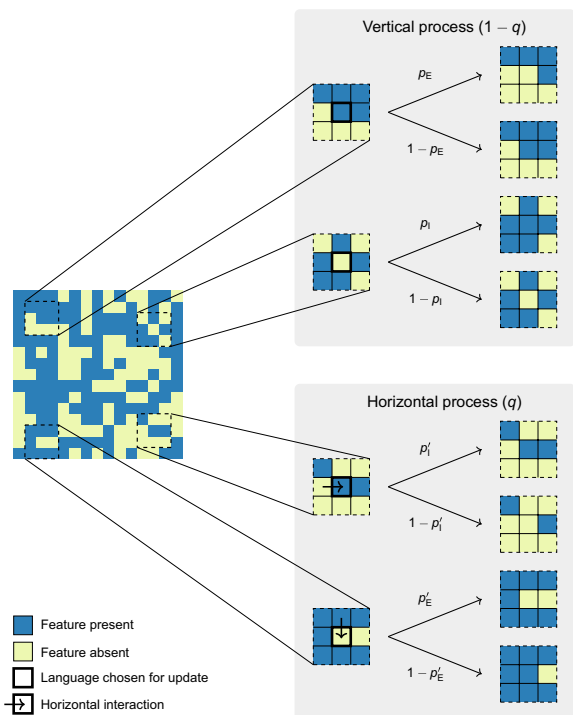 Vertical process (1 − q)
pE
1 − pE
pI
1 − pI
Horizontal process (q)
p′I
1 − p′I
p′E
1 − p′E
Feature present
Feature absent
Language chosen for update
Horizontal interaction